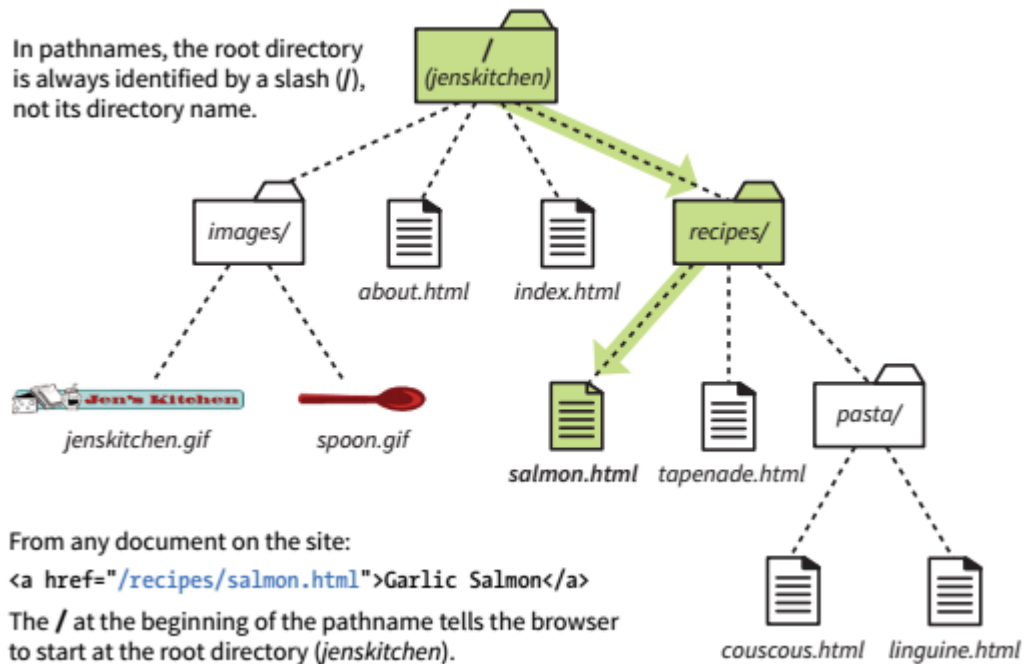 In pathnames, the root directory
is always identified by a slash (/),
not its directory name.
/
(jenskitchen)
images/
about.html
index.html
recipes/
Jen's Kitchen
jenskitchen.gif
spoon.gif
salmon.html
tapenade.html
pasta/
couscous.html
linguine.html
From any document on the site:
<a href="/recipes/salmon.html">Garlic Salmon</a>
The / at the beginning of the pathname tells the browser
to start at the root directory (jenskitchen).